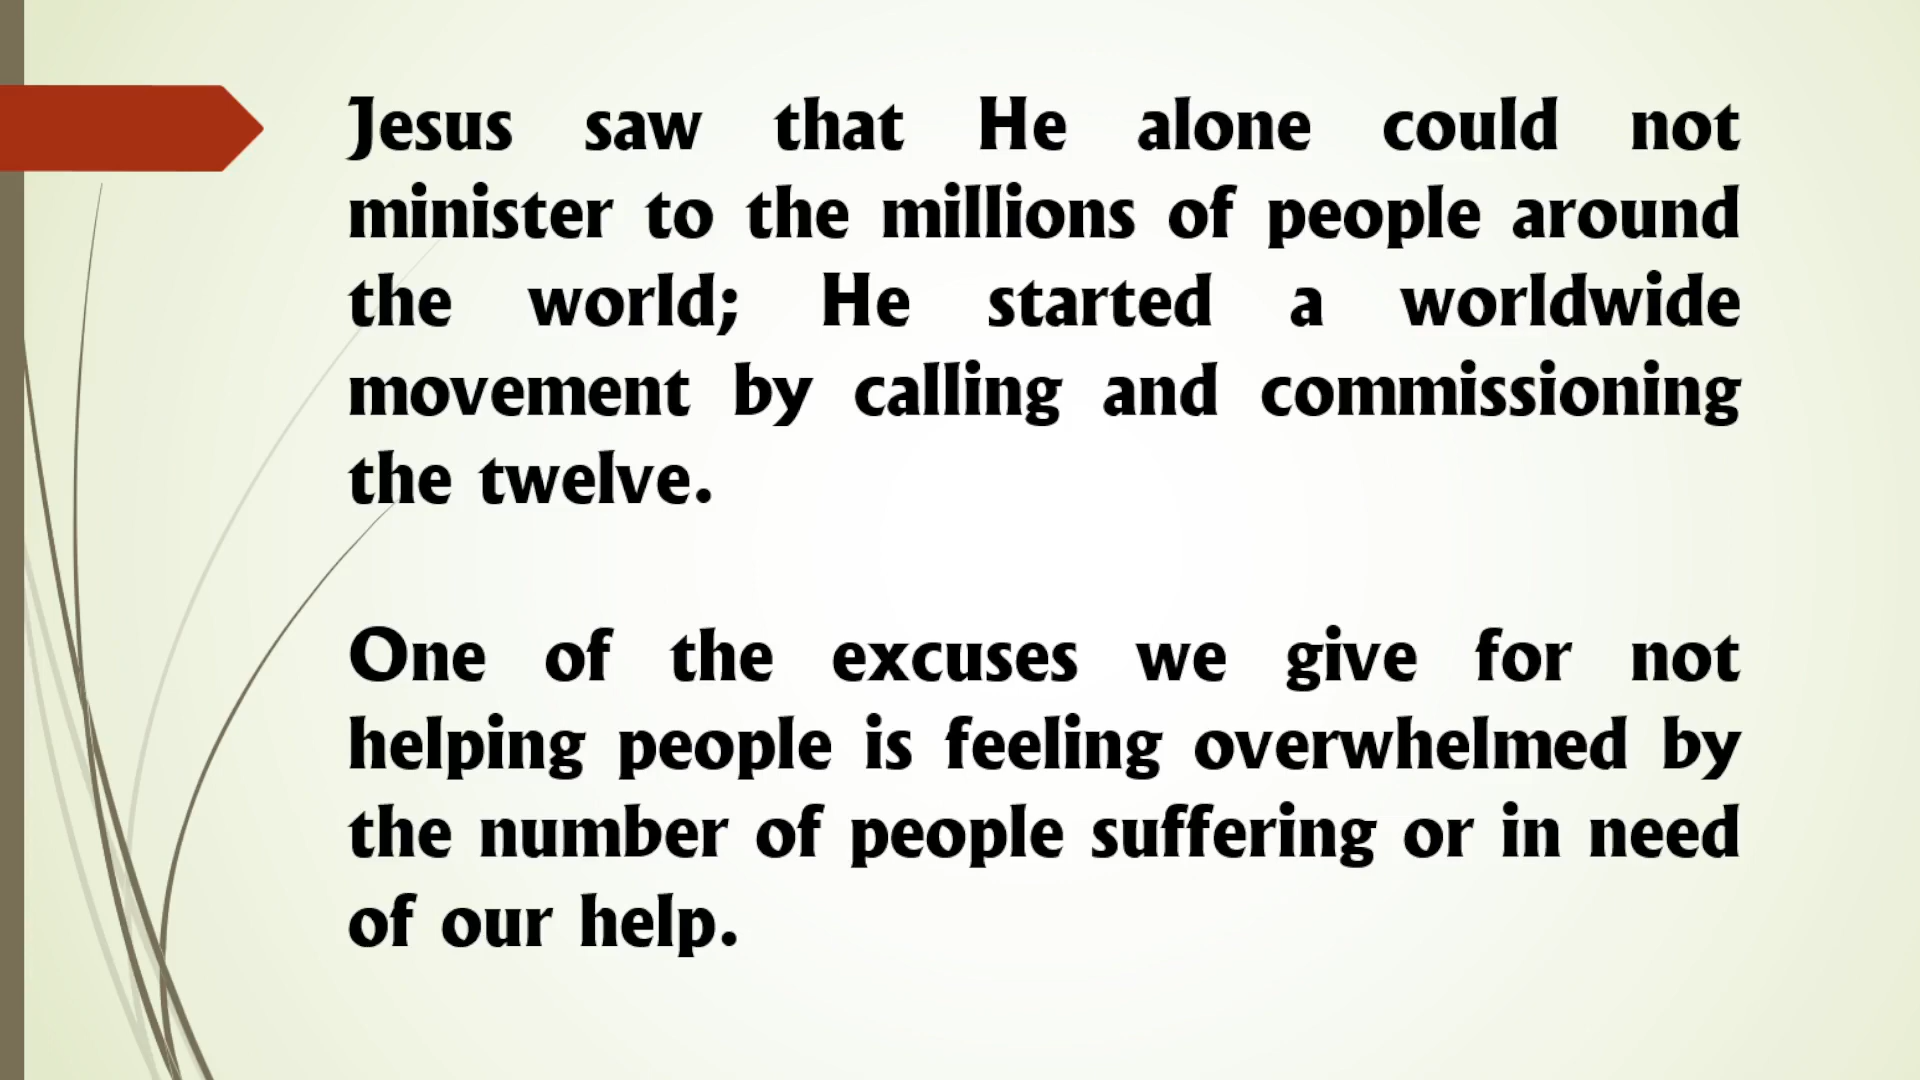 Jesus saw that He alone could not
minister to the millions of people around
the world; He started a worldwide
movement by calling and commissioning
the twelve.
One of the excuses we give for not
helping people is feeling overwhelmed by
the number of people suffering or in need
of our help.